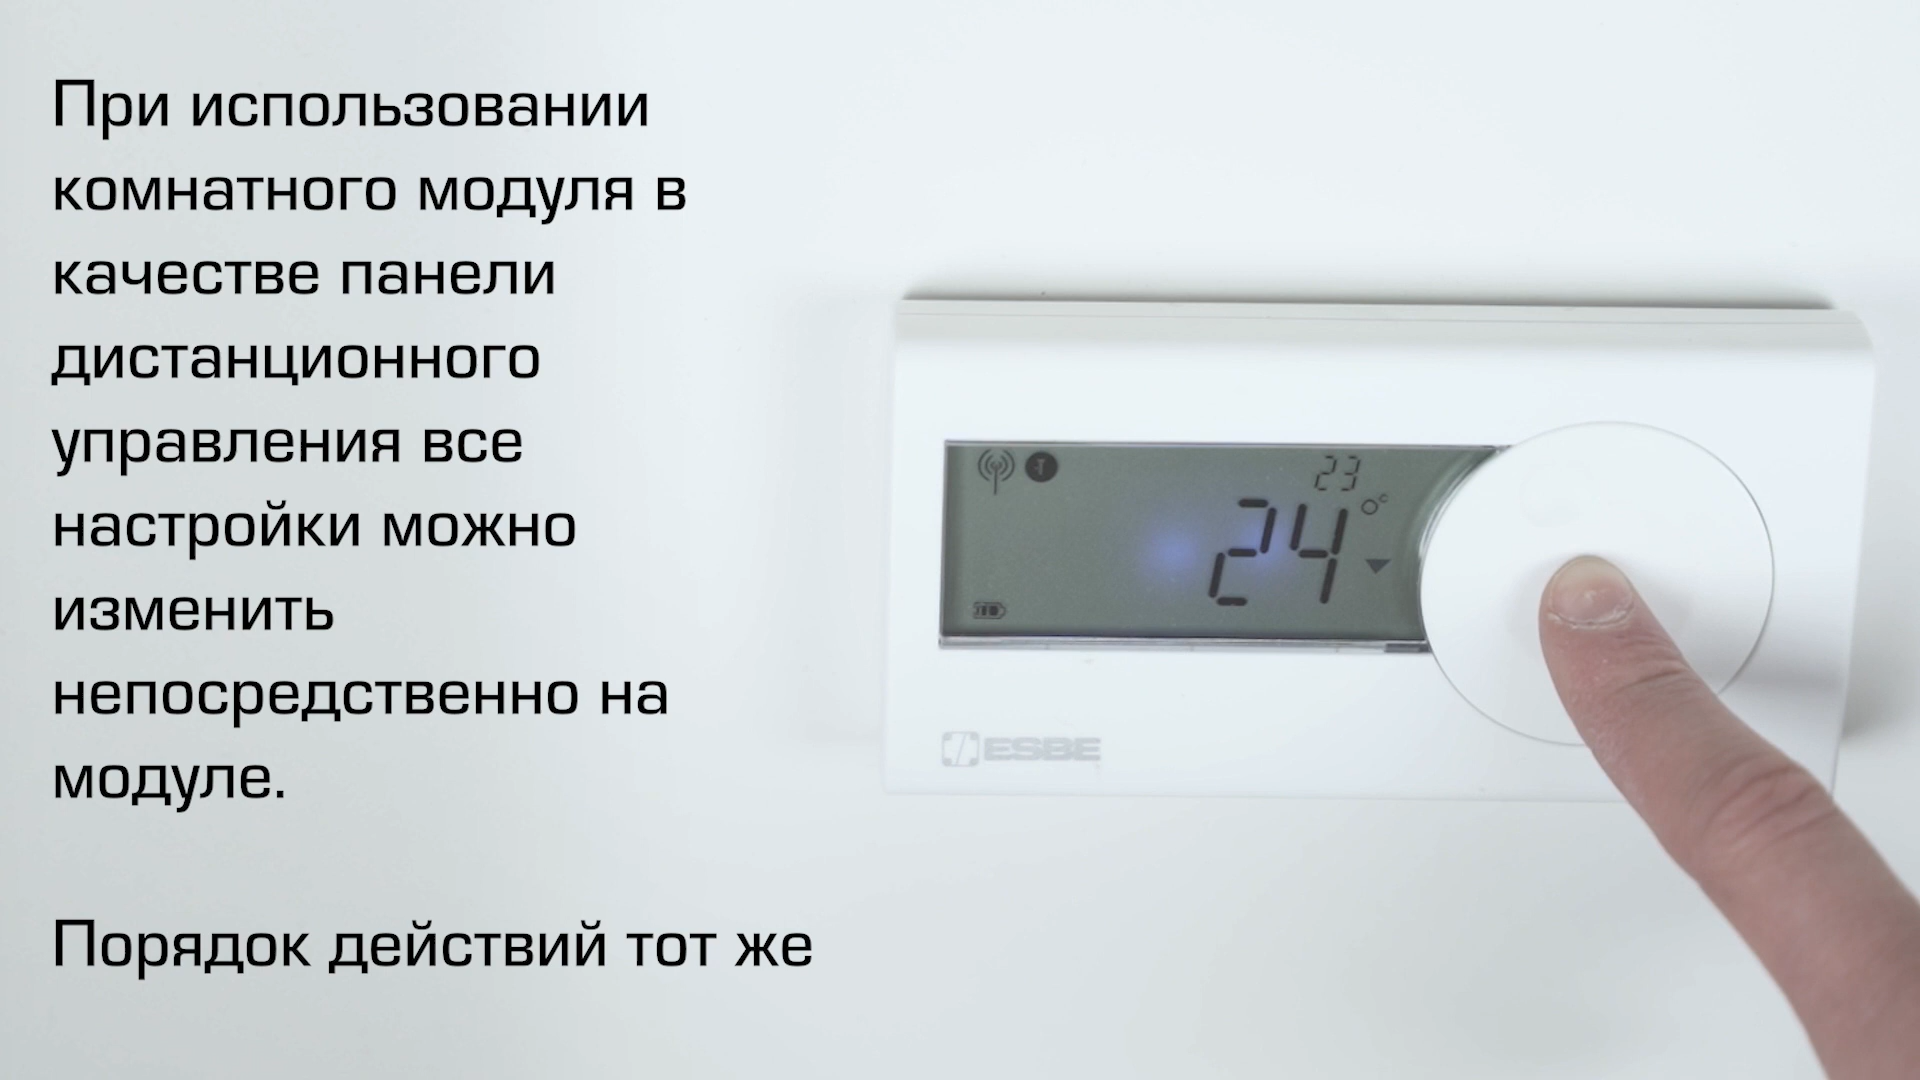 При использовании
комнатного модуля в
качестве панели
дистанционного
управления все
настройки можно
изменить
непосредственно на
модуле.
Порядок действий тот же
23
24 °C
ESBE